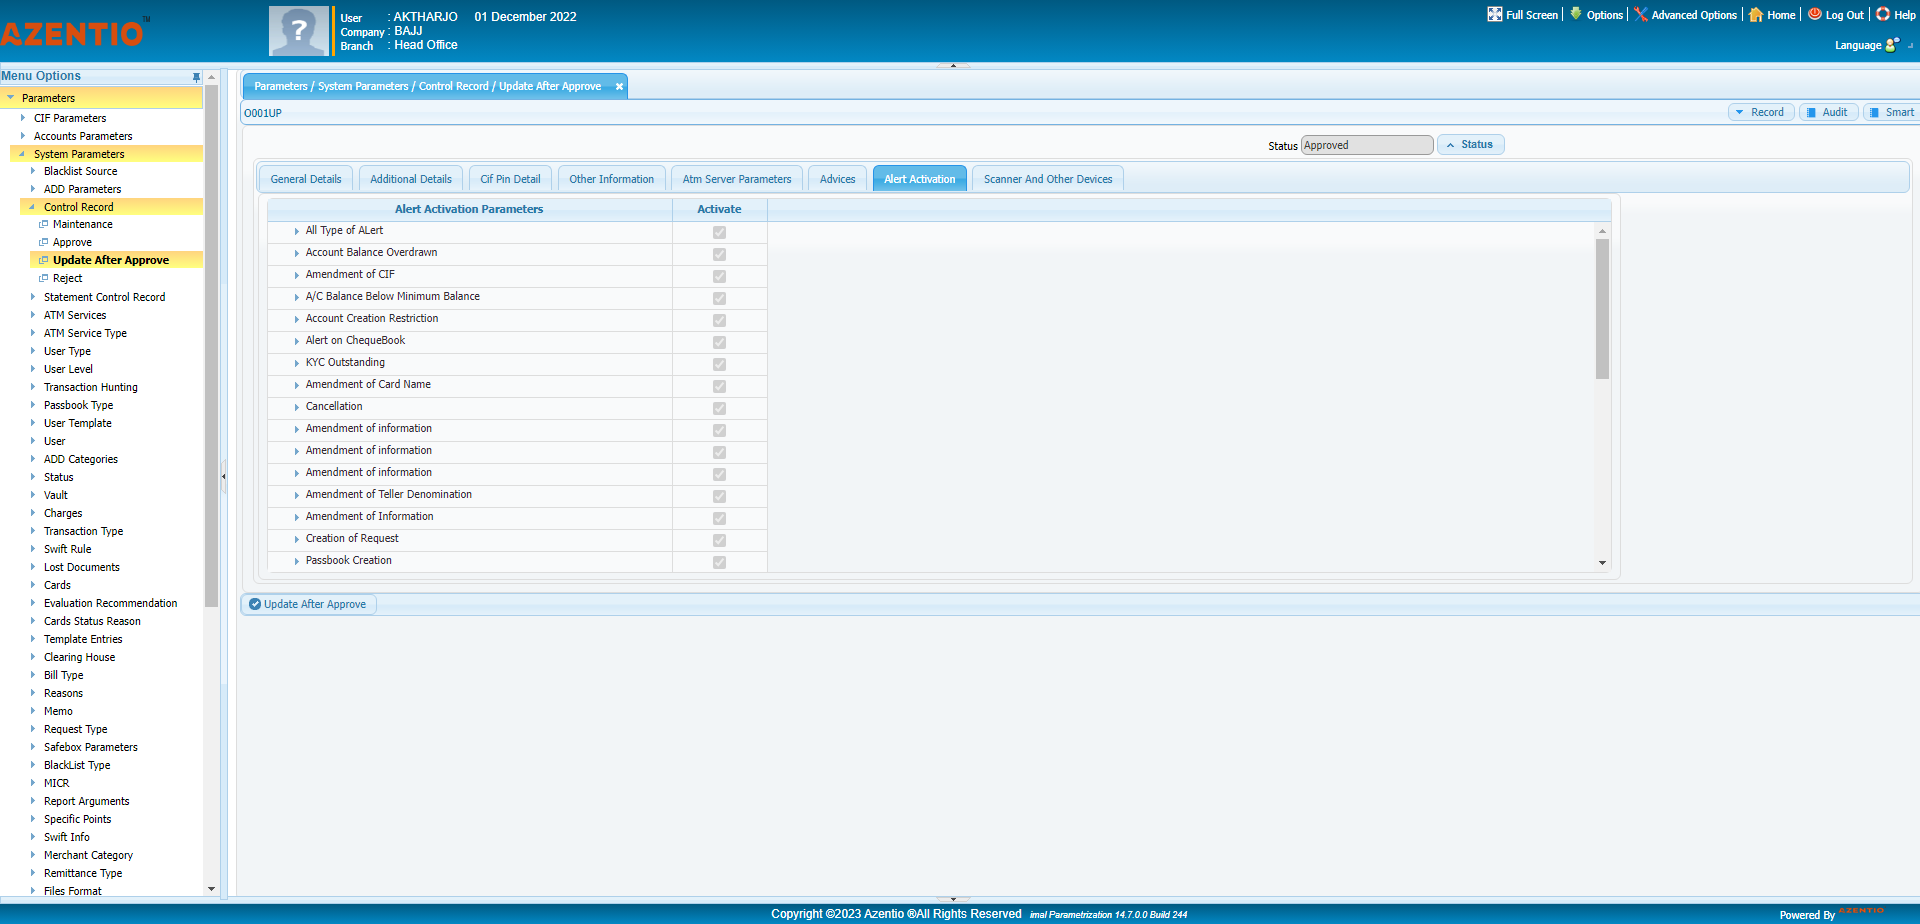 AZENTIO™
User : AKTHARJO 01 December 2022
Company : BAJJ
Branch : Head Office
Full Screen Options Advanced Options Home Log Out Help
Language
Menu Options
Parameters
CIF Parameters
Accounts Parameters
System Parameters
Blacklist Source
ADD Parameters
Control Record
Maintenance
Approve
Update After Approve
Reject
Statement Control Record
ATM Services
ATM Service Type
User Type
User Level
Transaction Hunting
Passbook Type
User Template
User
ADD Categories
Status
Vault
Charges
Transaction Type
Swift Rule
Lost Documents
Cards
Evaluation Recommendation
Cards Status Reason
Template Entries
Clearing House
Bill Type
Reasons
Memo
Request Type
Safebox Parameters
BlackList Type
MICR
Report Arguments
Specific Points
Swift Info
Merchant Category
Remittance Type
Files Format
Parameters / System Parameters / Control Record / Update After Approve
O001UP
Record Audit Smart
Status Approved Status
General Details Additional Details Cif Pin Detail Other Information Atm Server Parameters Advices Alert Activation Scanner And Other Devices
Alert Activation Parameters Activate
All Type of ALert
Account Balance Overdrawn
Amendment of CIF
A/C Balance Below Minimum Balance
Account Creation Restriction
Alert on ChequeBook
KYC Outstanding
Amendment of Card Name
Cancellation
Amendment of information
Amendment of information
Amendment of information
Amendment of Teller Denomination
Amendment of Information
Creation of Request
Passbook Creation
Update After Approve
Copyright ©2023 Azentio ®All Rights Reserved imal Parametrization 14.7.0.0 Build 244
Powered By AZENTIO